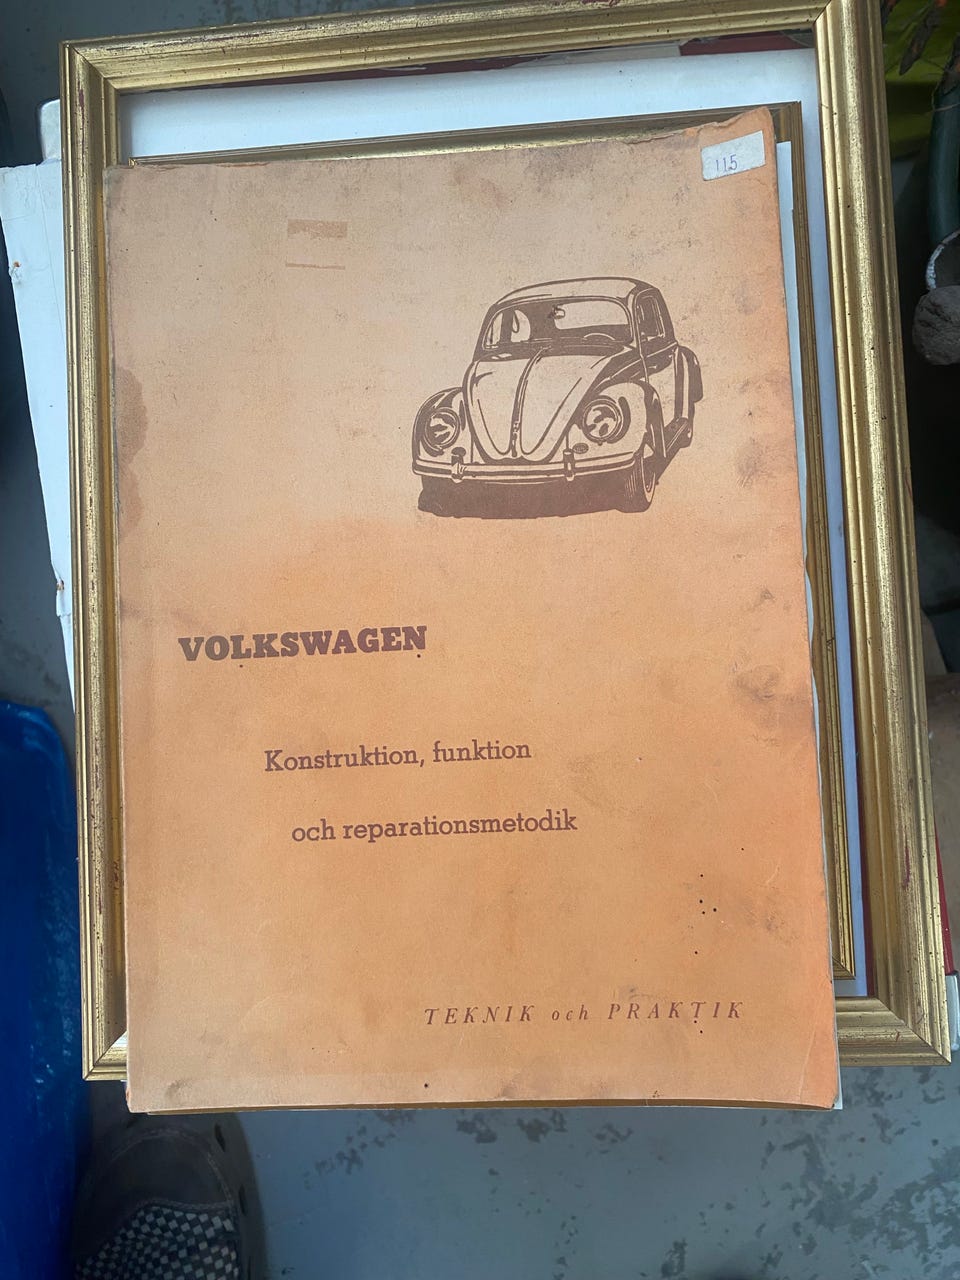 115
VOLKSWAGEN
Konstruktion, funktion
och reparationsmetodik
TEKNIK och PRAKTIK